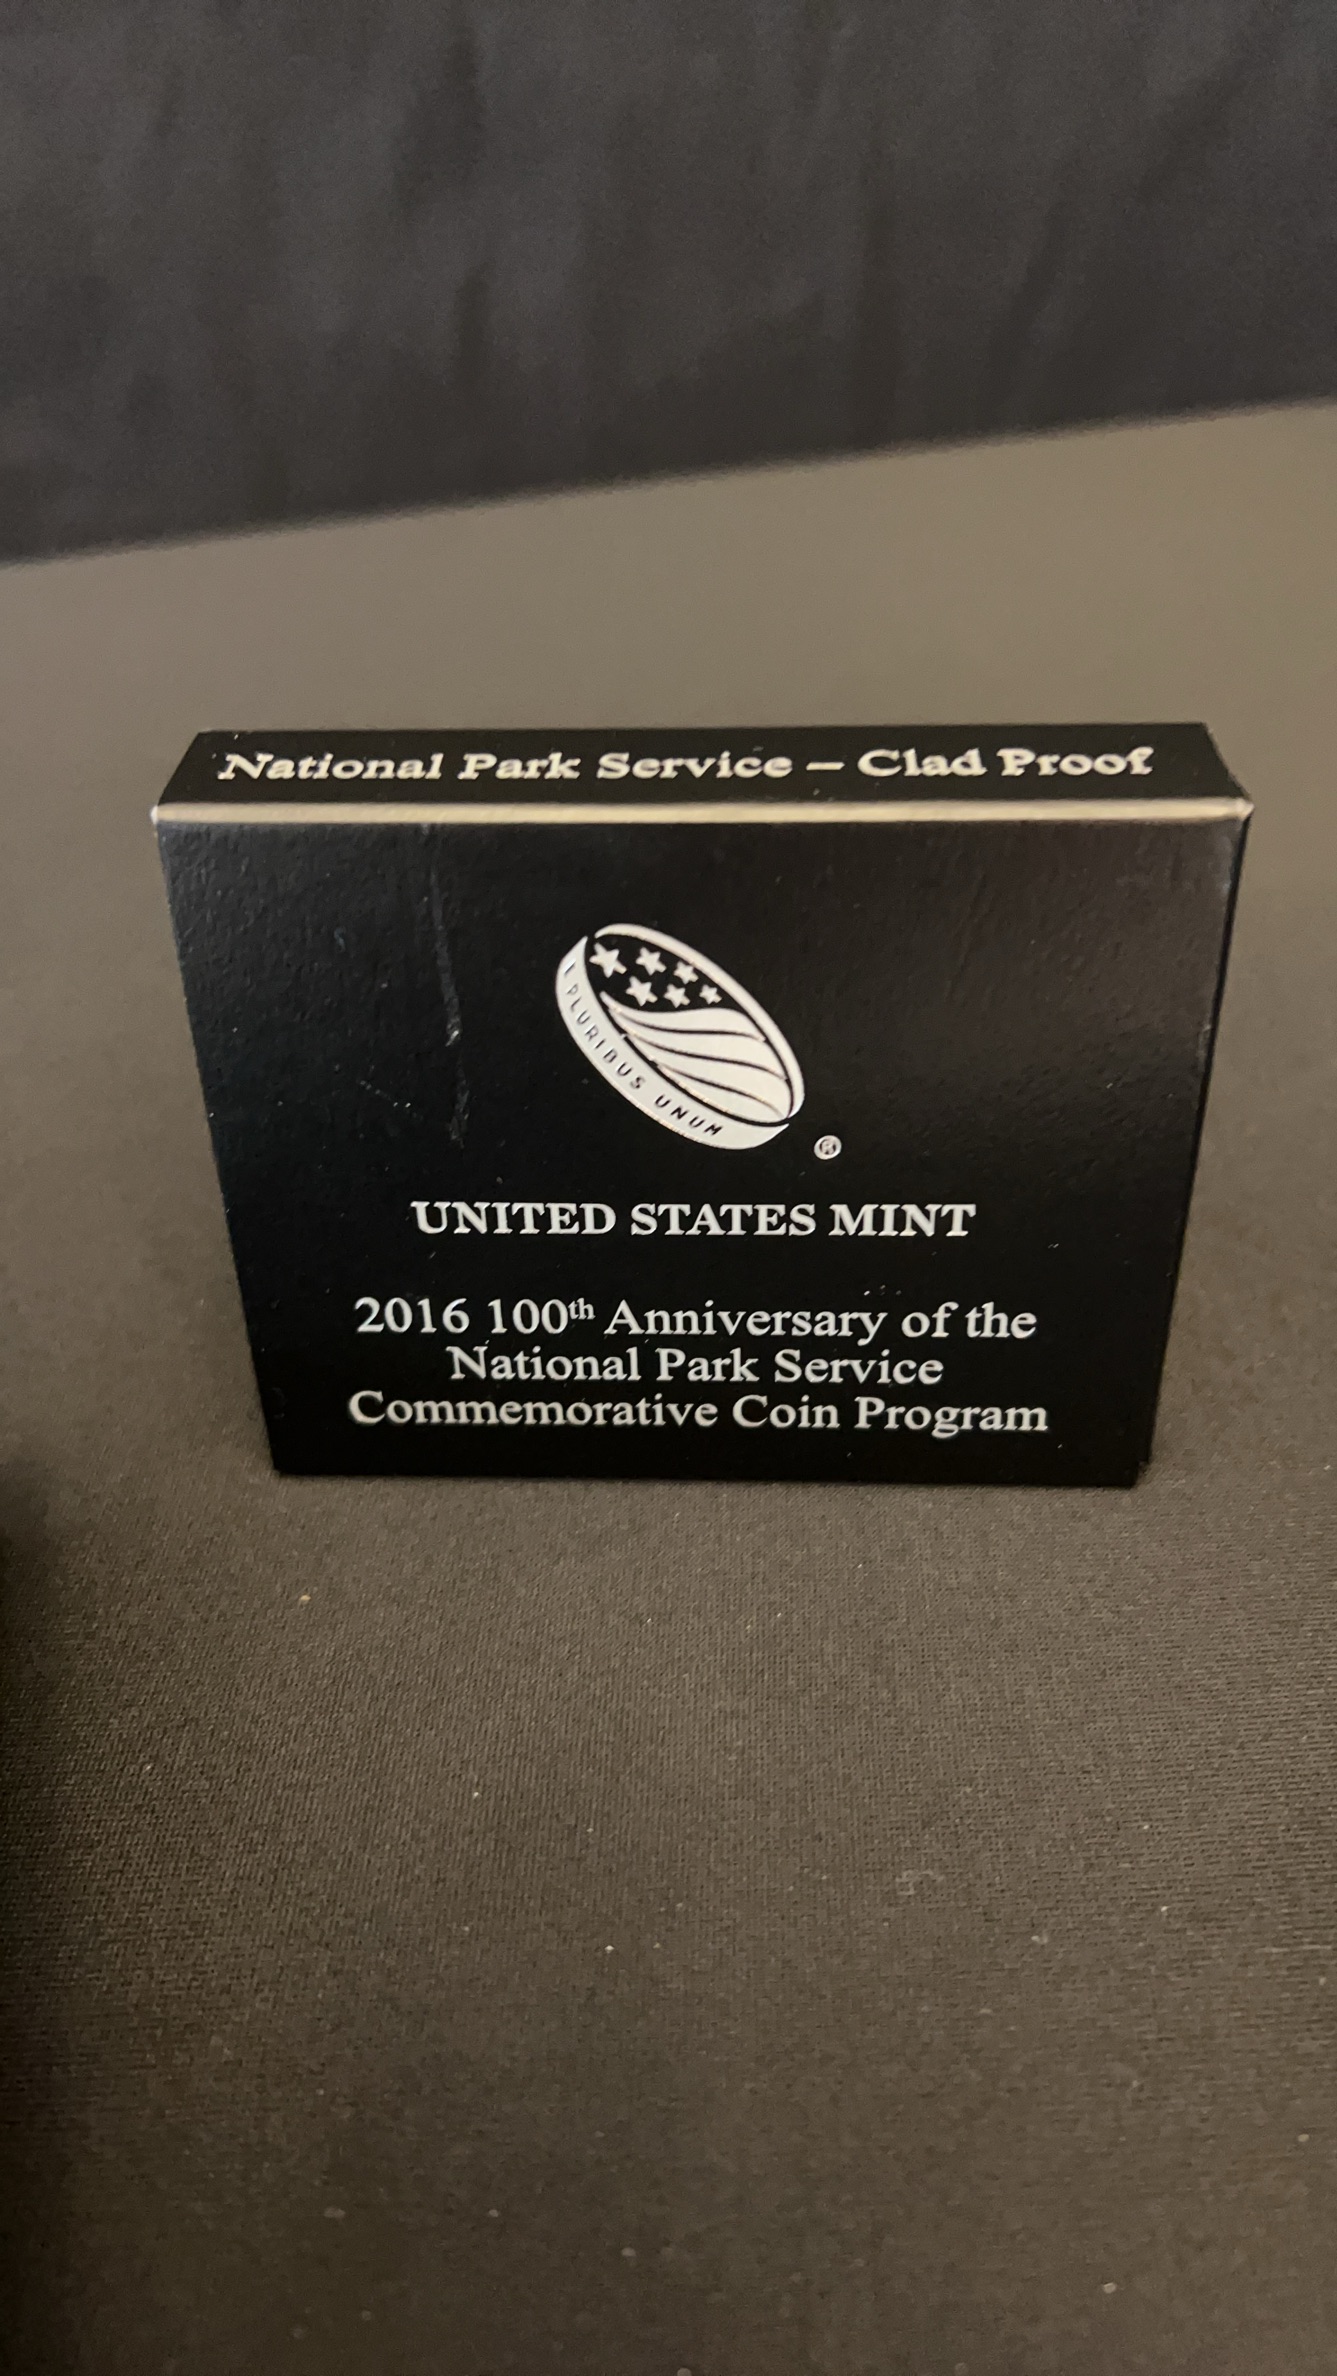 National Park Service – Clad Proof
E PLURIBUS UNUM
®
UNITED STATES MINT
2016 100th Anniversary of the
National Park Service
Commemorative Coin Program